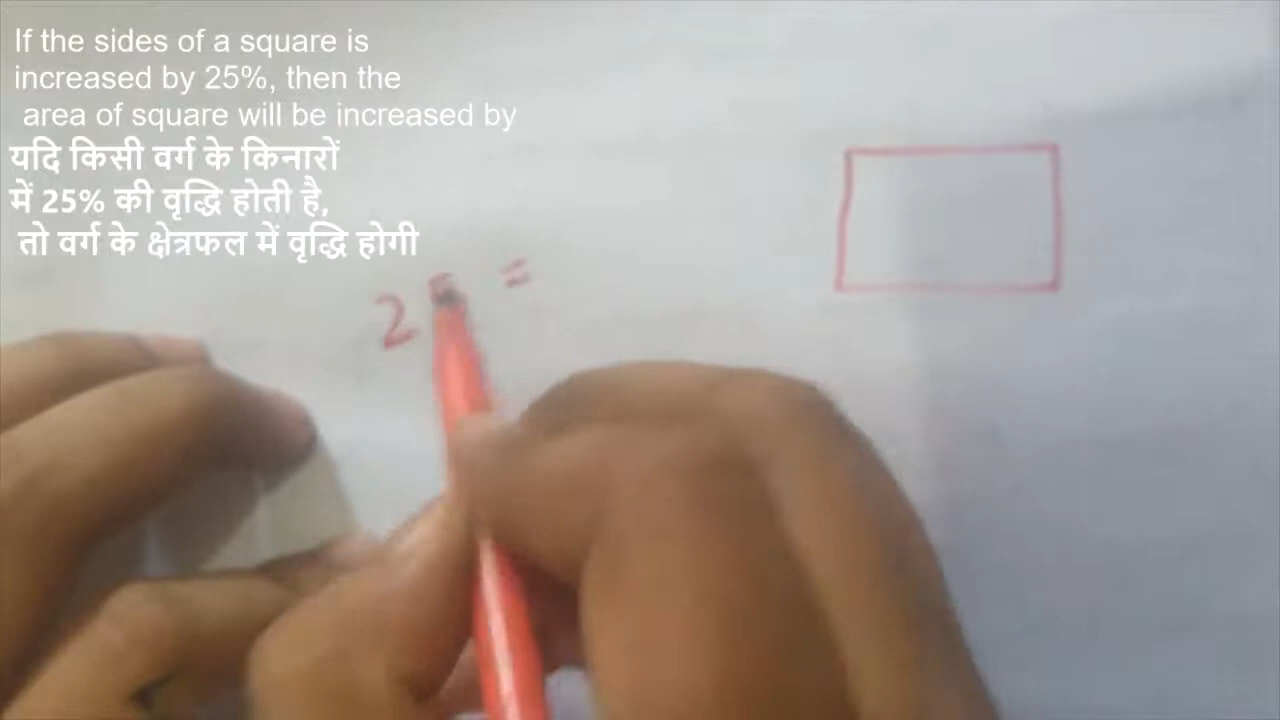 If the sides of a square is
increased by 25%, then the
area of square will be increased by
यदि किसी वर्ग के किनारों
में 25% की वृद्धि होती है,
तो वर्ग के क्षेत्रफल में वृद्धि होगी
25 =